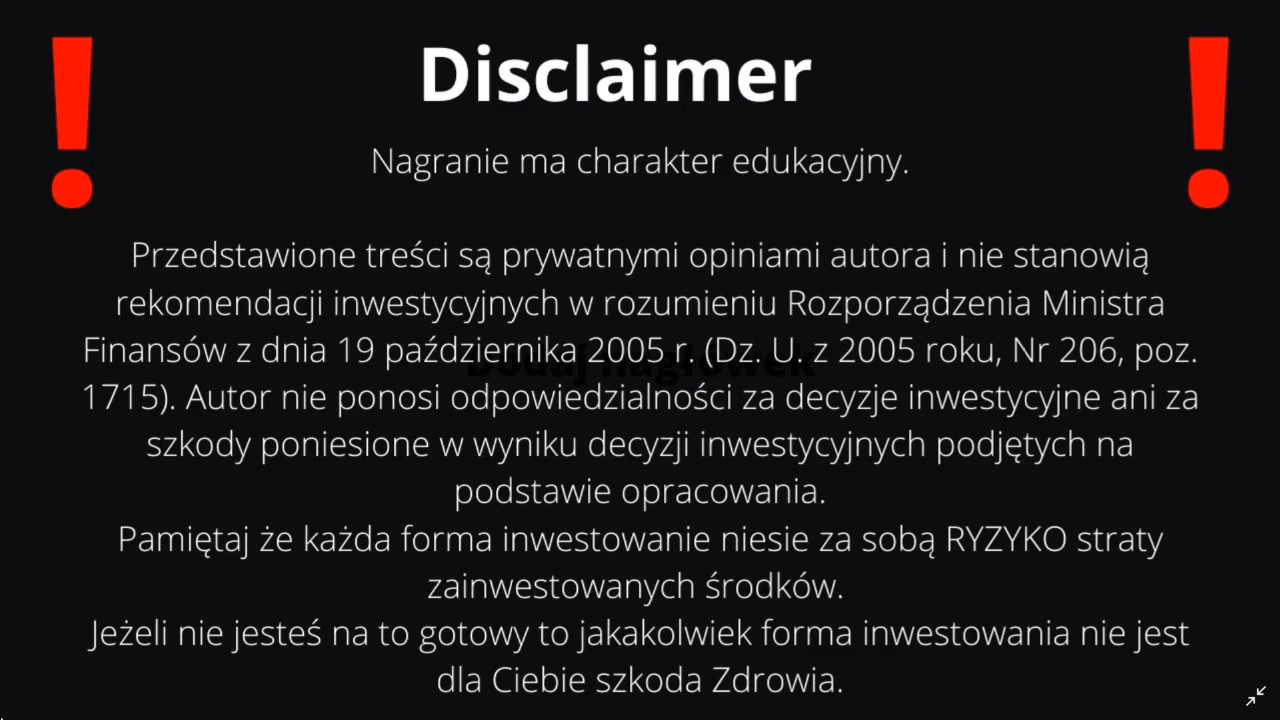 Disclaimer
Nagranie ma charakter edukacyjny.
Przedstawione treści są prywatnymi opiniami autora i nie stanowią
rekomendacji inwestycyjnych w rozumieniu Rozporządzenia Ministra
Finansów z dnia 19 października 2005 r. (Dz. U. z 2005 roku, Nr 206, poz.
1715). Autor nie ponosi odpowiedzialności za decyzje inwestycyjne ani za
szkody poniesione w wyniku decyzji inwestycyjnych podjętych na
podstawie opracowania.
Pamiętaj że każda forma inwestowanie niesie za sobą RYZYKO straty
zainwestowanych środków.
Jeżeli nie jesteś na to gotowy to jakakolwiek forma inwestowania nie jest
dla Ciebie szkoda Zdrowia.
Dodaj nagłówek